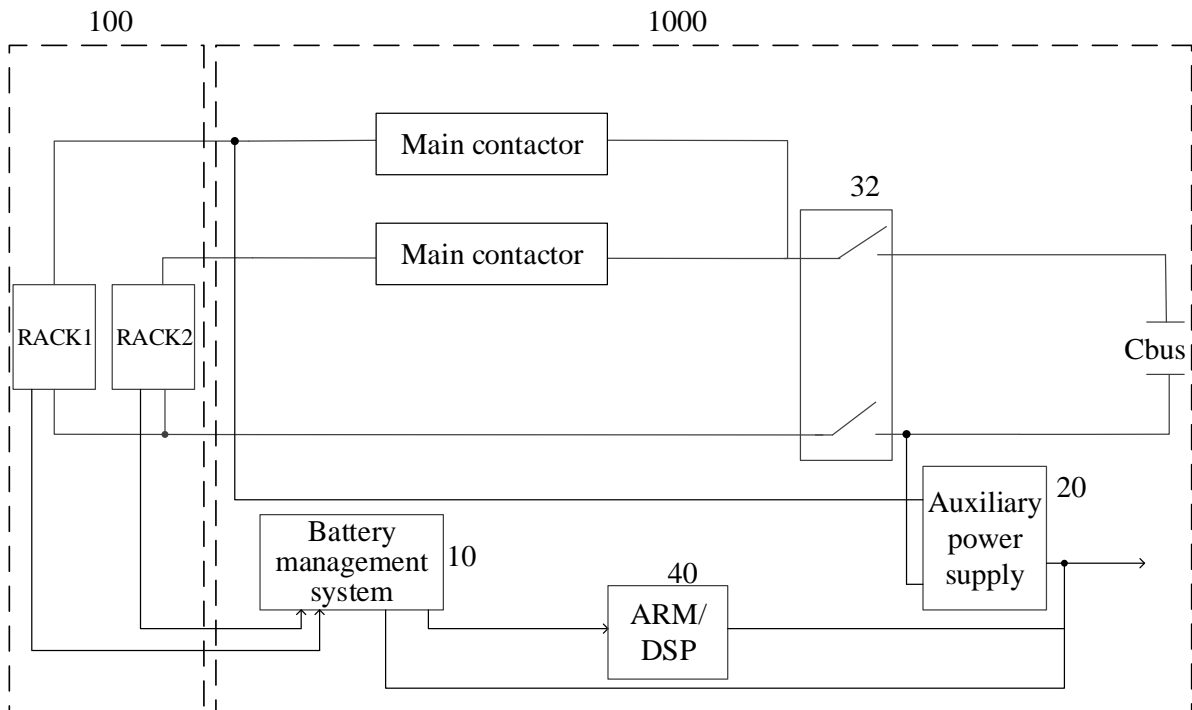 100
1000
Main contactor
32
Main contactor
RACK1
RACK2
Cbus
Auxiliary
power
supply
20
Battery
management
system
10
40
ARM/
DSP